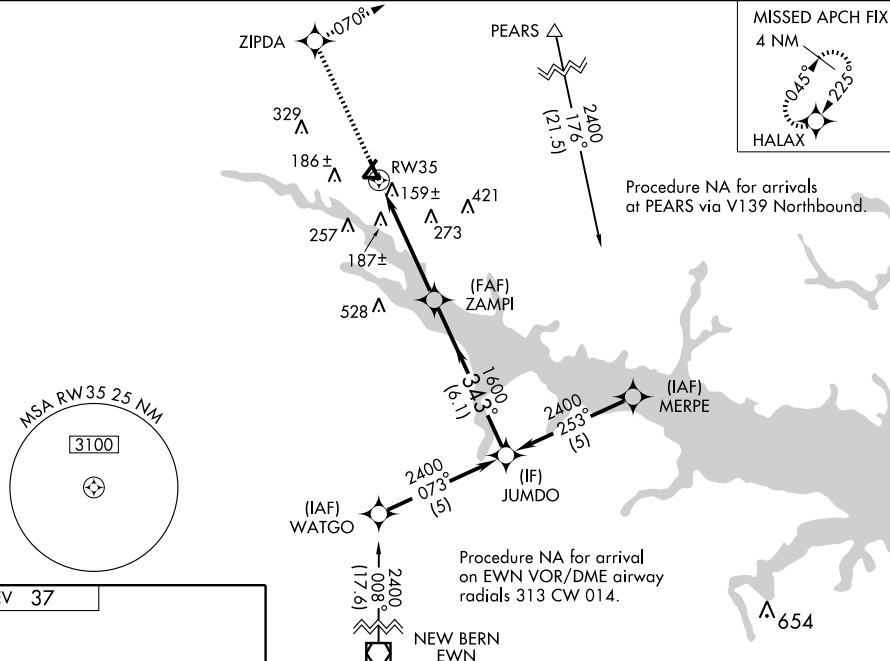 ZIPDA
070°
PEARS
2400
176°
(21.5)
MISSED APCH FIX
4 NM
045°
225°
HALAX
329
186±
RW35
159±
421
273
257
187±
Procedure NA for arrivals
at PEARS via V139 Northbound.
(FAF)
ZAMPI
528
1600
343°
(6.1)
(IAF)
MERPE
2400
253°
(5)
MSA RW35 25 NM
3100
2400
073°
(5)
(IF)
JUMDO
(IAF)
WATGO
2400
008°
(17.6)
Procedure NA for arrival
on EWN VOR/DME airway
radials 313 CW 014.
EV 37
654
NEW BERN
EWN